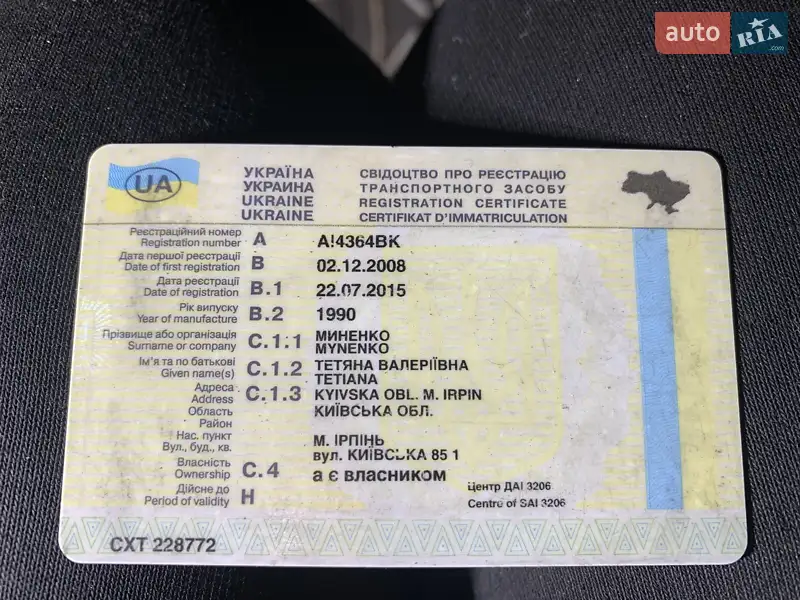 auto RIA .com
UA
УКРАЇНА СВІДОЦТВО ПРО РЕЄСТРАЦІЮ
УКРАИНА ТРАНСПОРТНОГО ЗАСОБУ
UKRAINE REGISTRATION CERTIFICATE
UKRAINE CERTIFIKAT D'IMMATRICULATION
Реєстраційний номер
Registration number A AI4364BK
Дата першої реєстрації
Date of first registration B 02.12.2008
Дата реєстрації
Date of registration B.1 22.07.2015
Рік випуску
Year of manufacture B.2 1990
Прізвище або організація C.1.1 МИНЕНКО
Surname or company MYNENKO
Ім'я та по батькові C.1.2 ТЕТЯНА ВАЛЕРІЇВНА
Given name(s) TETIANA
Адреса C.1.3 KYIVSKA OBL. M. IRPIN
Address
Область КИЇВСЬКА ОБЛ.
Район
Нас. пункт М. ІРПІНЬ
Вул., буд., кв. вул. КИЇВСЬКА 85 1
Власність C.4 а є власником
Ownership
Дійсне до H Центр ДАІ 3206
Period of validity Centre of SAI 3206
СХТ 228772